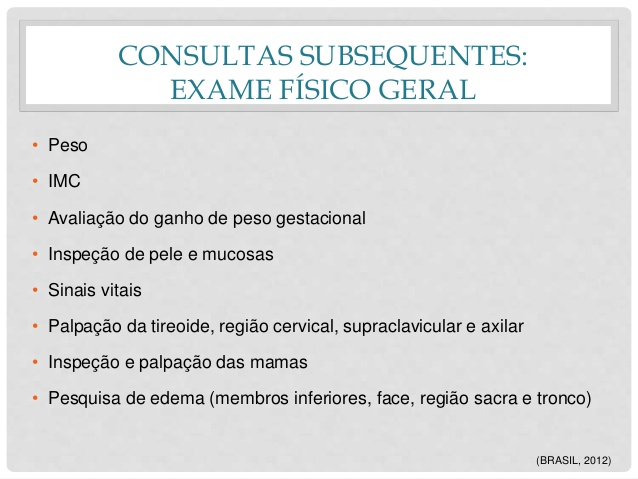 CONSULTAS SUBSEQUENTES:
EXAME FÍSICO GERAL
• Peso
• IMC
• Avaliação do ganho de peso gestacional
• Inspeção de pele e mucosas
• Sinais vitais
• Palpação da tireoide, região cervical, supraclavicular e axilar
• Inspeção e palpação das mamas
• Pesquisa de edema (membros inferiores, face, região sacra e tronco)
(BRASIL, 2012)